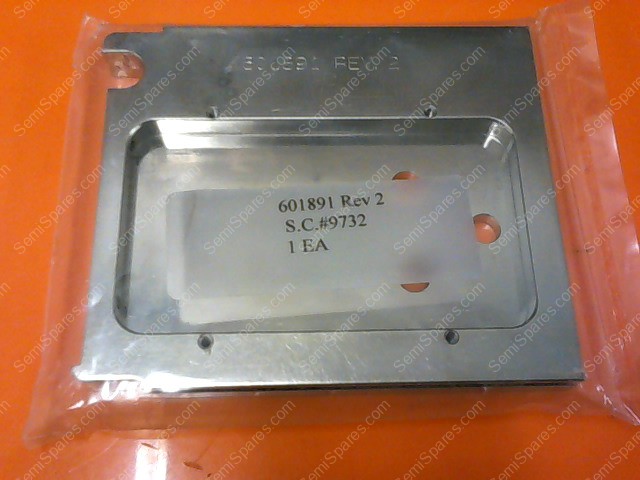 601891 REV 2
601891 Rev 2
S.C.#9732
1 EA
SemiSpares.com